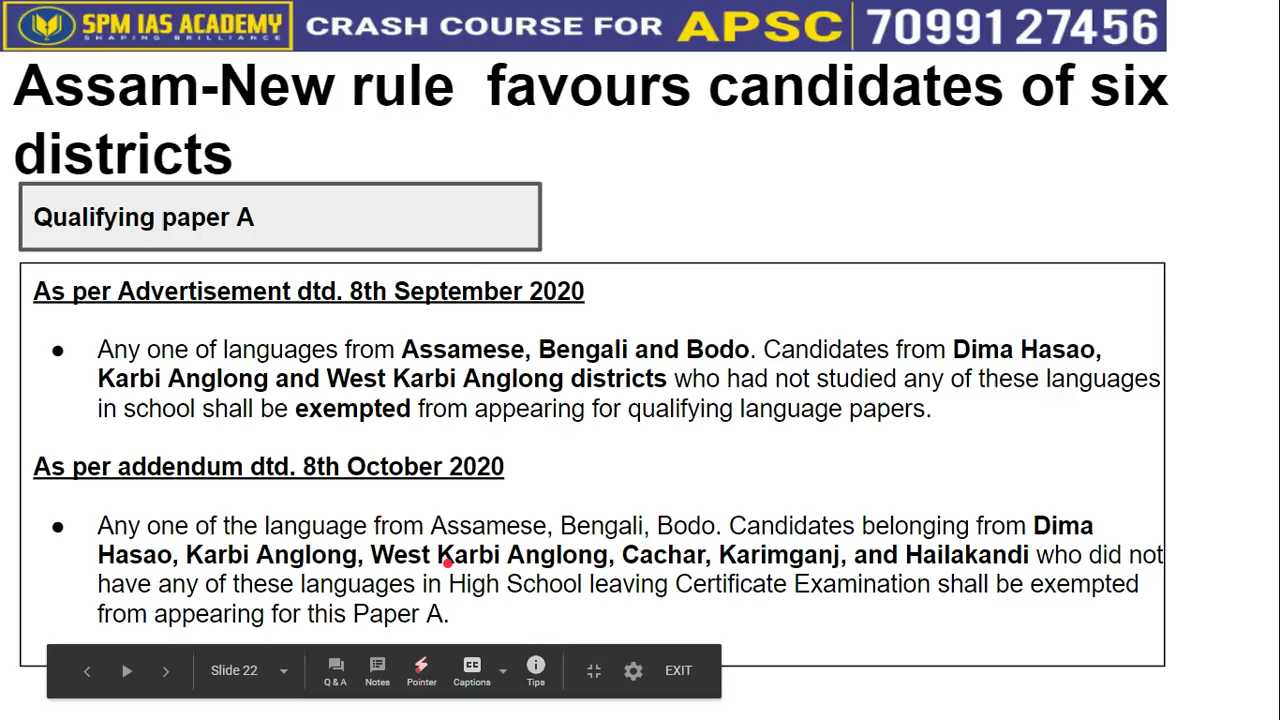 SPM IAS ACADEMY
SHAPING BRILLIANCE
CRASH COURSE FOR APSC 70991 27456
Assam-New rule favours candidates of six
districts
Qualifying paper A
As per Advertisement dtd. 8th September 2020
● Any one of languages from Assamese, Bengali and Bodo. Candidates from Dima Hasao,
Karbi Anglong and West Karbi Anglong districts who had not studied any of these languages
in school shall be exempted from appearing for qualifying language papers.
As per addendum dtd. 8th October 2020
● Any one of the language from Assamese, Bengali, Bodo. Candidates belonging from Dima
Hasao, Karbi Anglong, West Karbi Anglong, Cachar, Karimganj, and Hailakandi who did not
have any of these languages in High School leaving Certificate Examination shall be exempted
from appearing for this Paper A.
Slide 22 Q & A Notes Pointer CC Captions Tips EXIT